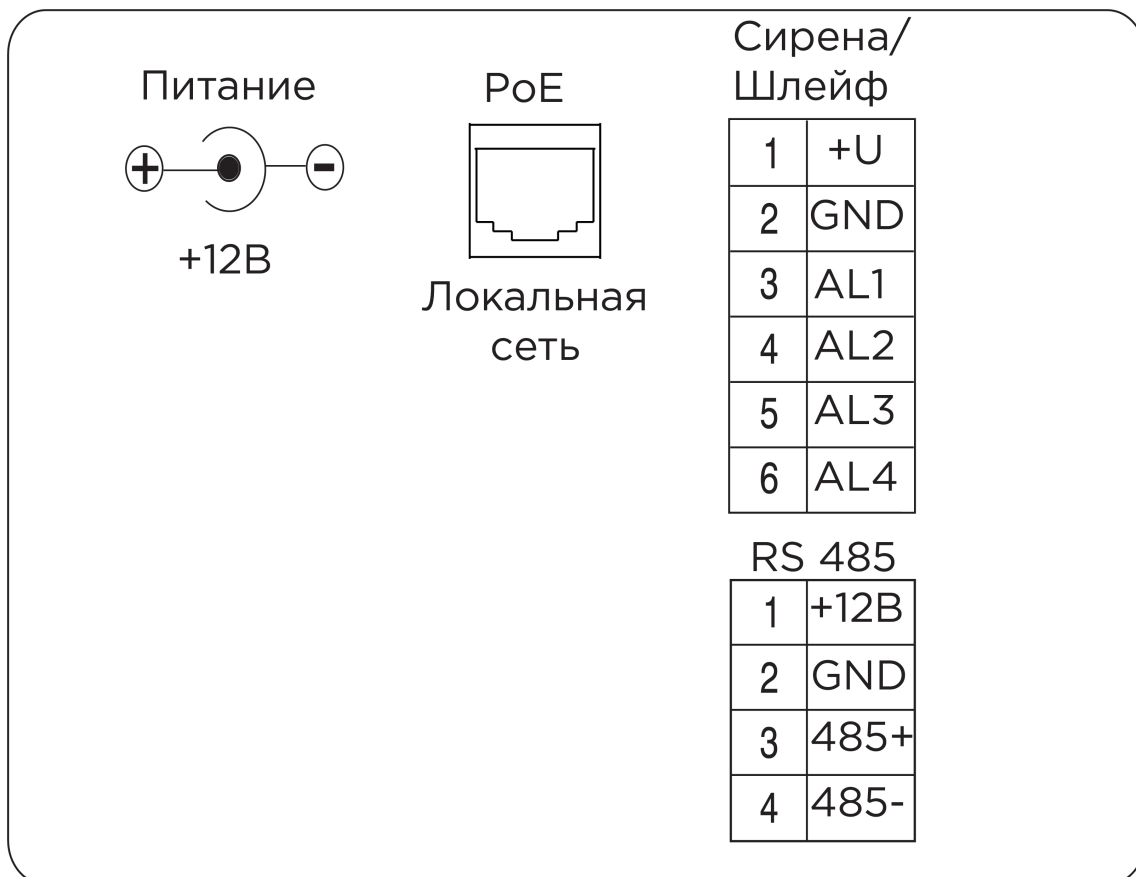 Питание
+
-
+12В
PoE
Локальная
сеть
Сирена/
Шлейф
1 +U
2 GND
3 AL1
4 AL2
5 AL3
6 AL4
RS 485
1 +12В
2 GND
3 485+
4 485-